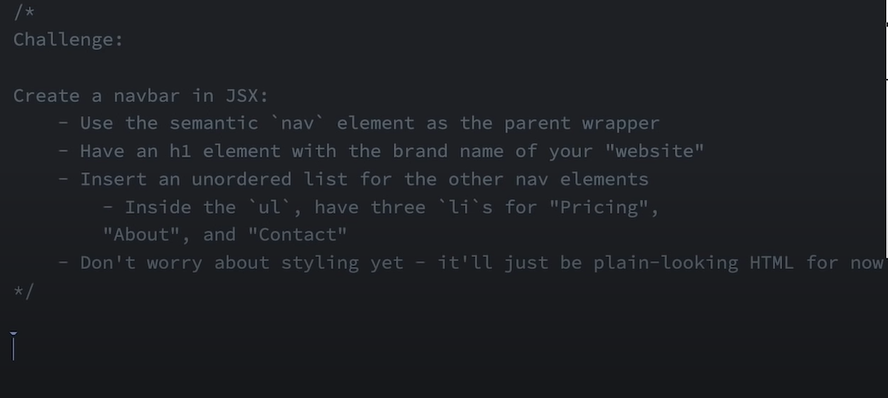 /*
Challenge:
Create a navbar in JSX:
- Use the semantic `nav` element as the parent wrapper
- Have an h1 element with the brand name of your "website"
- Insert an unordered list for the other nav elements
- Inside the `ul`, have three `li`s for "Pricing",
"About", and "Contact"
- Don't worry about styling yet - it'll just be plain-looking HTML for now
*/